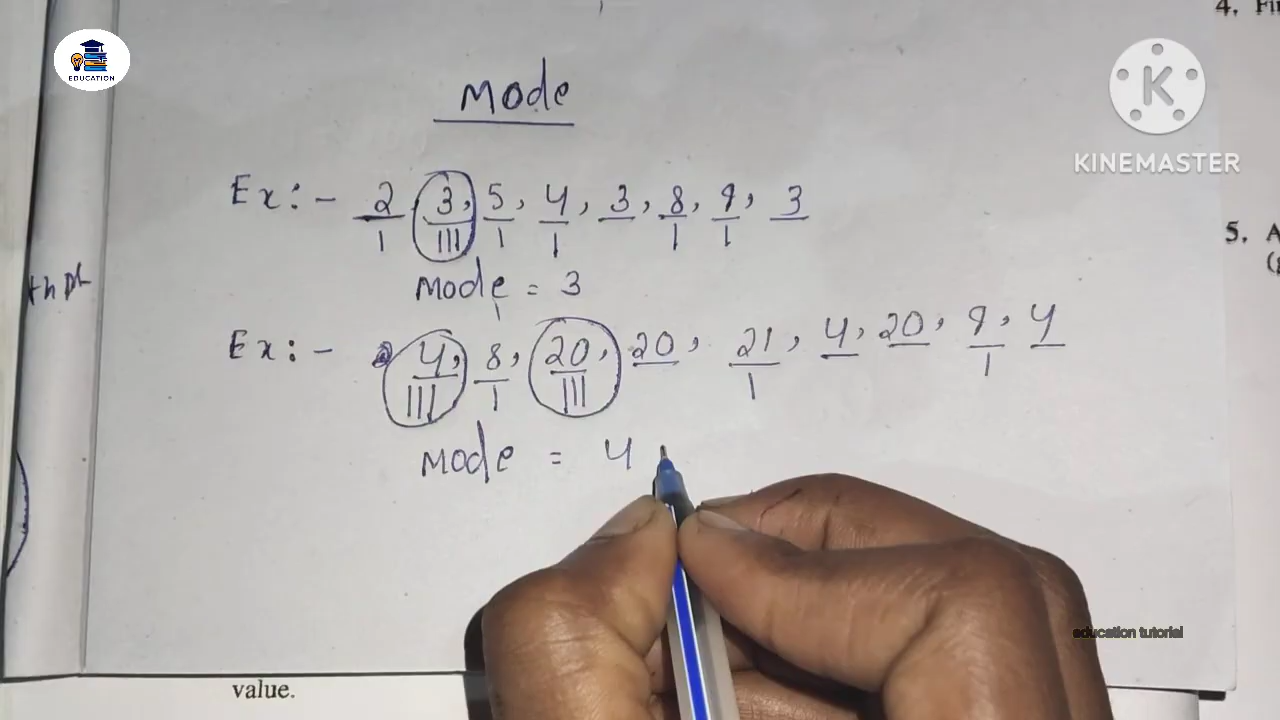 4. Fi
EDUCATION
K
KINEMASTER
Mode
Ex:- 2 3, 5, 4, 3, 8, 9, 3
1 III 1 1 1 1
5. A
(g
th
mode = 3
Ex:- 4, 8, 20, 20, 21, 4, 20, 9, 4
III 1 III 1 1
mode = 4
education tutorial
value.